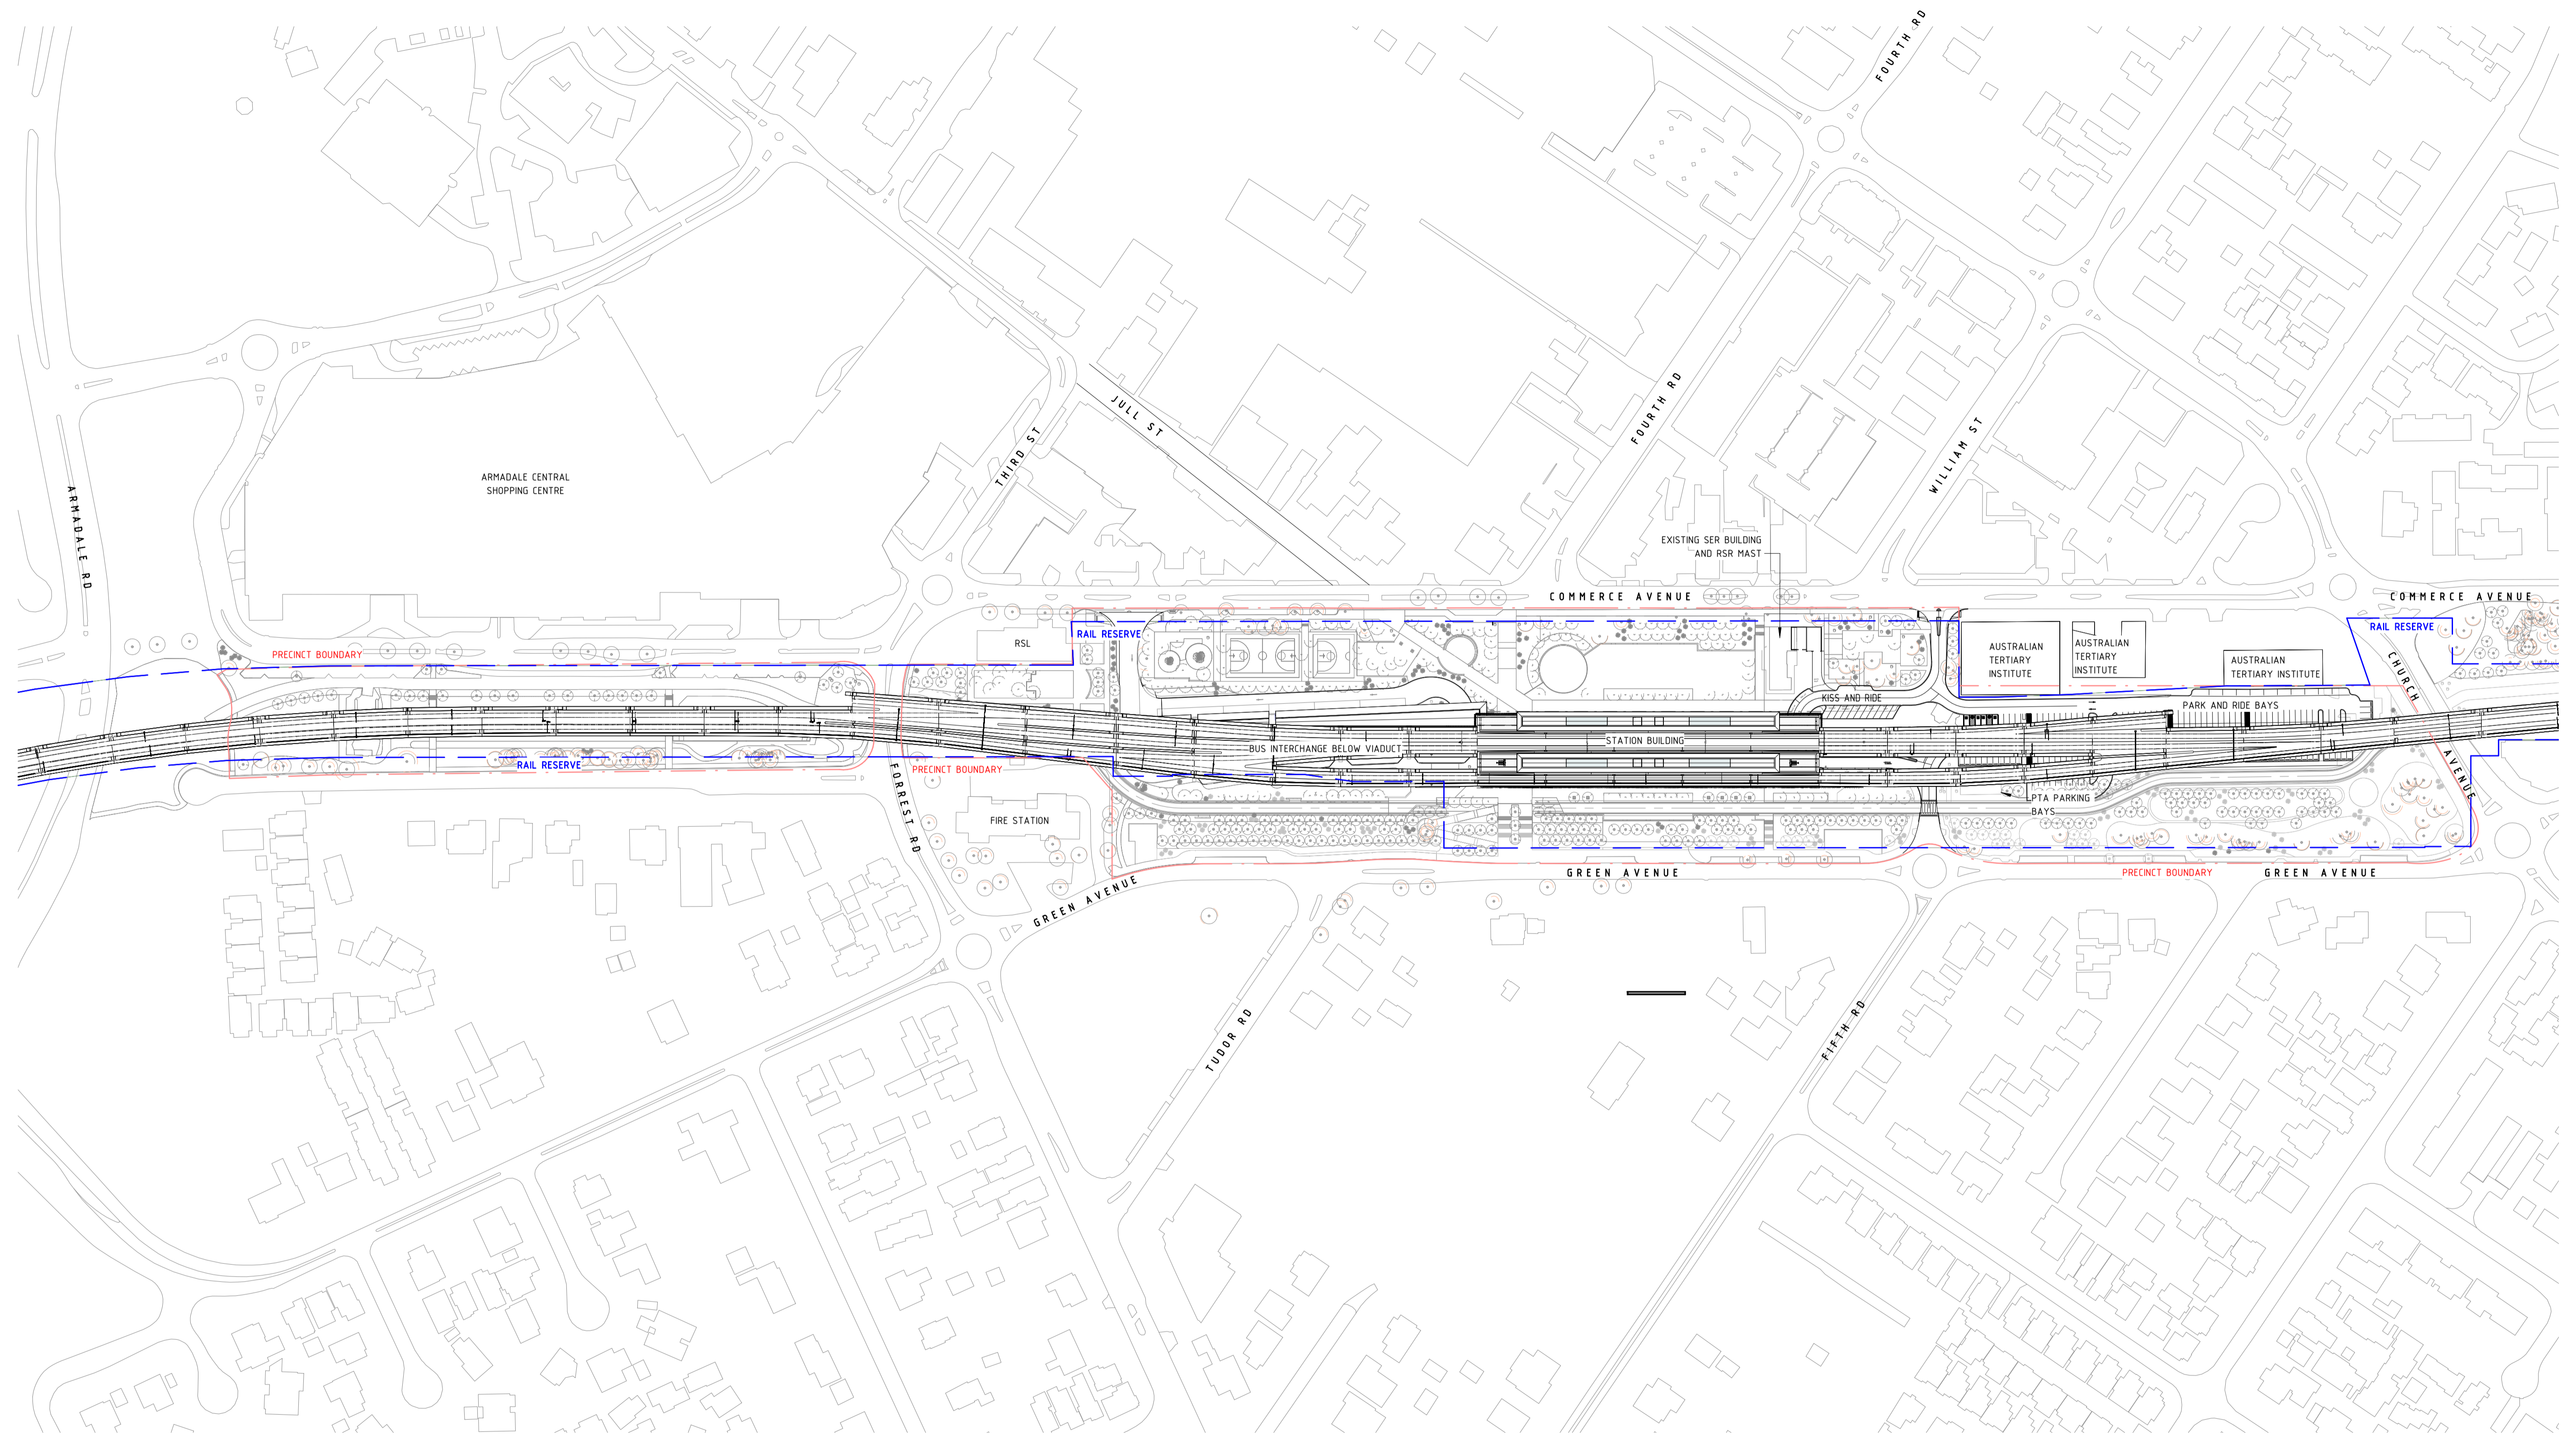 FOURTH RD
FOURTH RD
JULL ST
THIRD ST
WILLIAM ST
ARMADALE CENTRAL
SHOPPING CENTRE
ARMADALE RD
EXISTING SER BUILDING
AND RSR MAST
COMMERCE AVENUE
COMMERCE AVENUE
RAIL RESERVE
RAIL RESERVE
RSL
PRECINCT BOUNDARY
AUSTRALIAN
TERTIARY
INSTITUTE
AUSTRALIAN
TERTIARY
INSTITUTE
AUSTRALIAN
TERTIARY INSTITUTE
CHURCH
AVENUE
KISS AND RIDE
PARK AND RIDE BAYS
STATION BUILDING
BUS INTERCHANGE BELOW VIADUCT
RAIL RESERVE
PRECINCT BOUNDARY
FORREST RD
PTA PARKING
BAYS
FIRE STATION
GREEN AVENUE
PRECINCT BOUNDARY
GREEN AVENUE
GREEN AVENUE
TUDOR RD
FIFTH RD